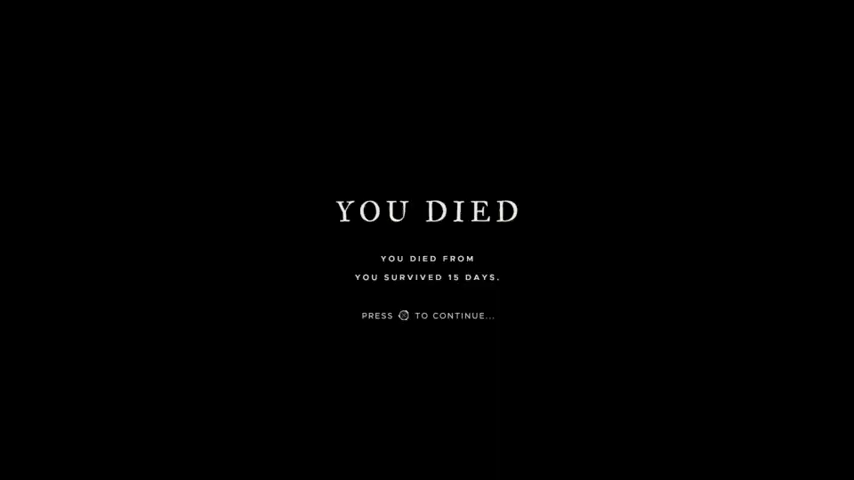 YOU DIED
YOU DIED FROM
YOU SURVIVED 15 DAYS.
PRESS TO CONTINUE...